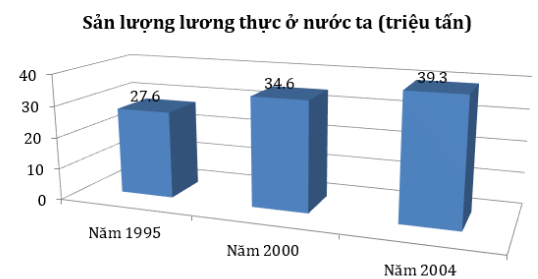 Sản lượng lương thực ở nước ta (triệu tấn)
40
30
20
10
0
27.6
34.6
39.3
Năm 1995
Năm 2000
Năm 2004